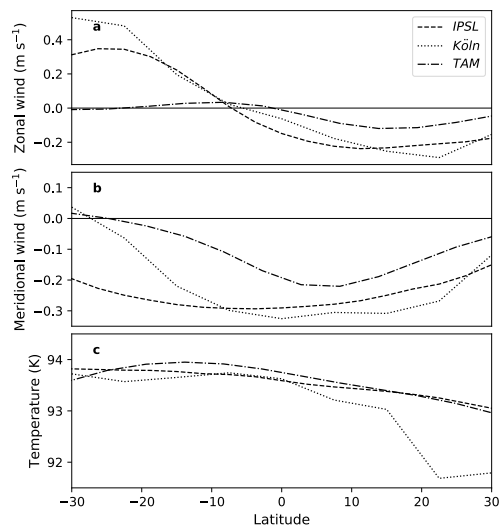 a
IPSL
Köln
TAM
Zonal wind (m s⁻¹)
0.4
0.2
0.0
−0.2
b
Meridional wind (m s⁻¹)
0.1
0.0
−0.1
−0.2
−0.3
c
Temperature (K)
94
93
92
−30
−20
−10
0
10
20
30
Latitude